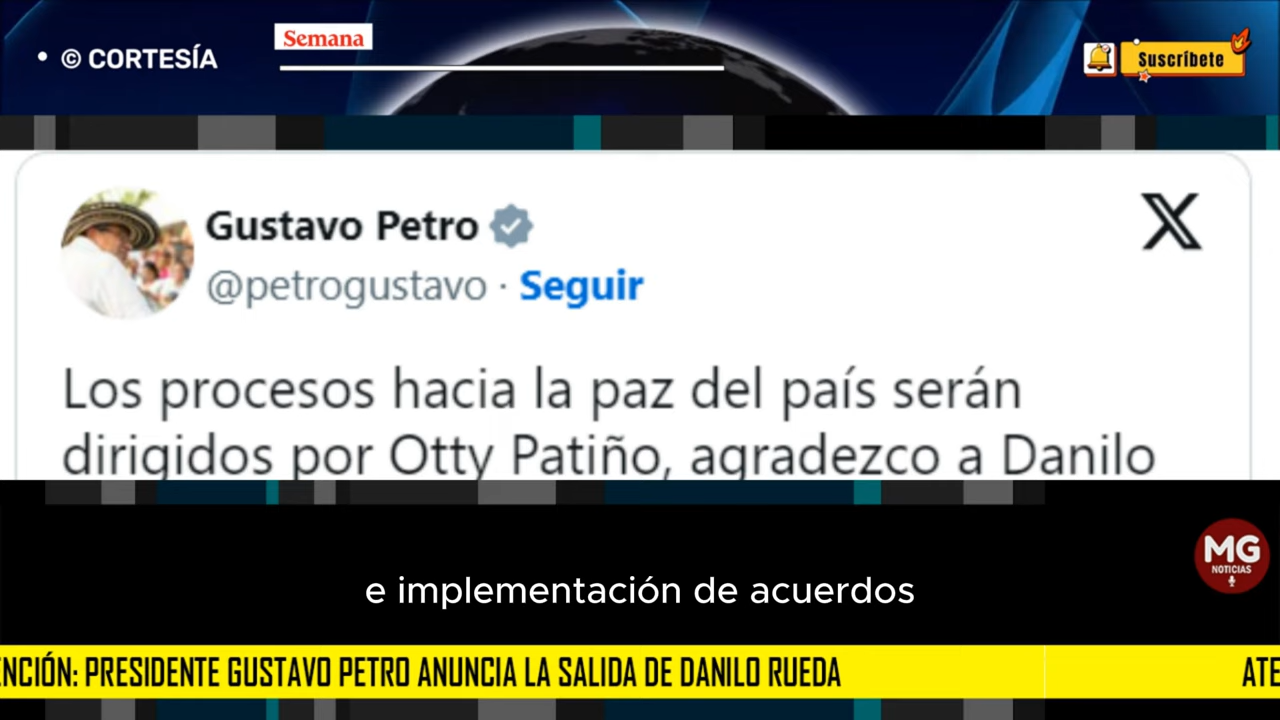 • © CORTESÍA
Semana
Suscríbete
Gustavo Petro
@petrogustavo · Seguir
Los procesos hacia la paz del país serán
dirigidos por Otty Patiño, agradezco a Danilo
MG
NOTICIAS
e implementación de acuerdos
ENCIÓN: PRESIDENTE GUSTAVO PETRO ANUNCIA LA SALIDA DE DANILO RUEDA
ATE